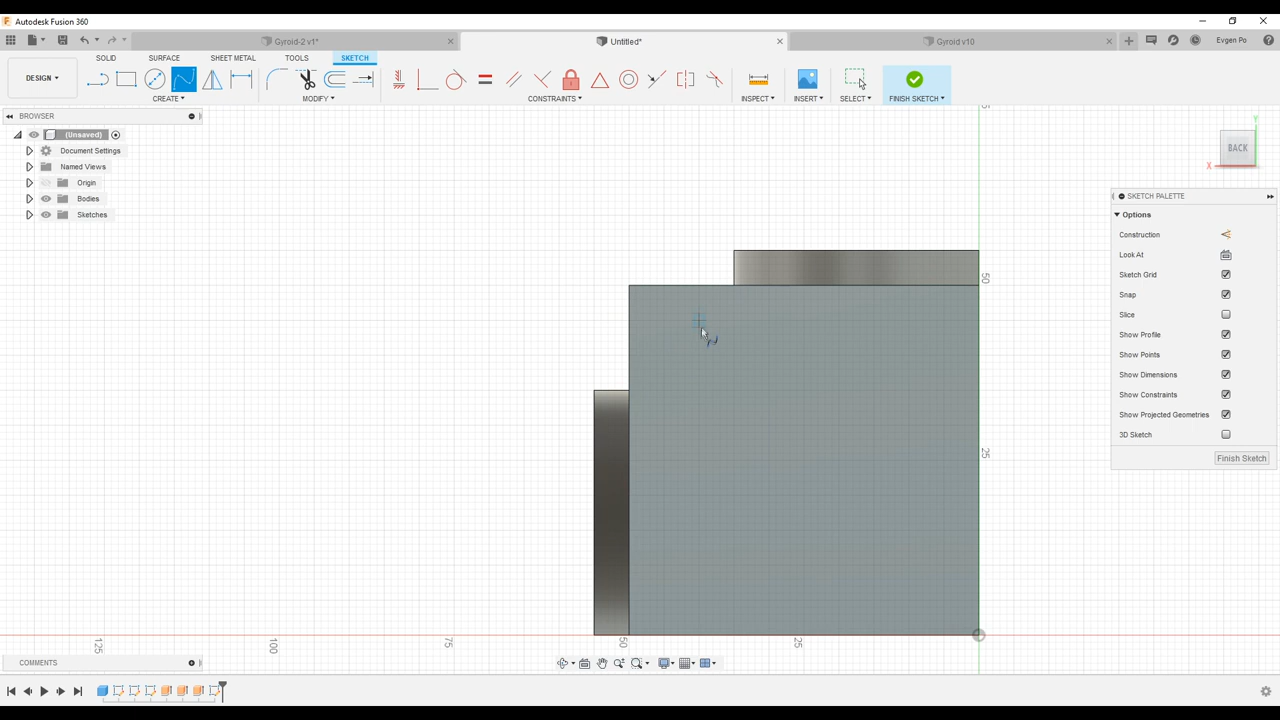 Autodesk Fusion 360
Gyroid-2 v1*
Untitled*
Gyroid v10
Evgen Po
DESIGN
SOLID
SURFACE
SHEET METAL
TOOLS
SKETCH
CREATE
MODIFY
CONSTRAINTS
INSPECT
INSERT
SELECT
FINISH SKETCH
BROWSER
(Unsaved)
Document Settings
Named Views
Origin
Bodies
Sketches
Y
BACK
X
SKETCH PALETTE
Options
Construction
Look At
Sketch Grid
Snap
Slice
Show Profile
Show Points
Show Dimensions
Show Constraints
Show Projected Geometries
3D Sketch
Finish Sketch
50
25
125
100
75
50
25
COMMENTS